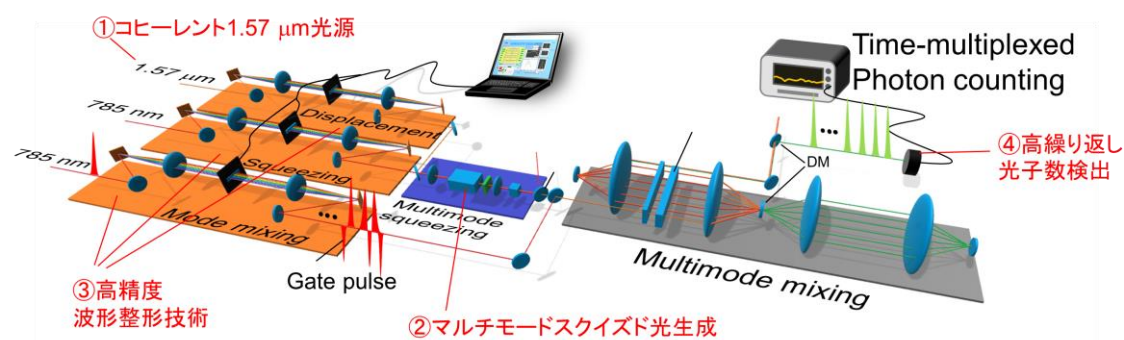 ①コヒーレント1.57 μm光源
1.57 μm
Displacement
785 nm
Squeezing
785 nm
Mode mixing
Gate pulse
③高精度
波形整形技術
Multimode
squeezing
②マルチモードスクイズド光生成
Multimode mixing
DM
Time-multiplexed
Photon counting
④高繰り返し
光子数検出